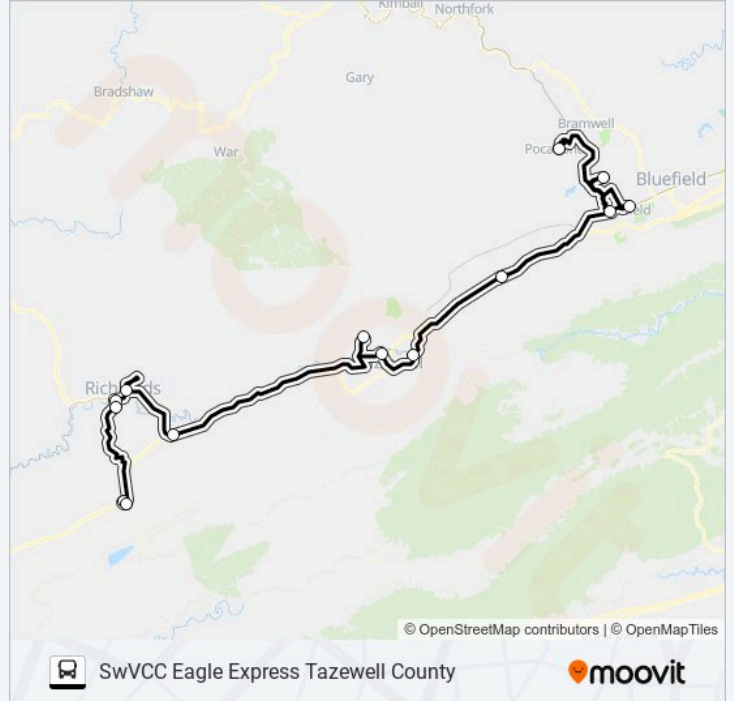 Kimball
Northfork
Gary
Bradshaw
Bramwell
War
Bluefield
© OpenStreetMap contributors | © OpenMapTiles
SwVCC Eagle Express Tazewell County
moovit